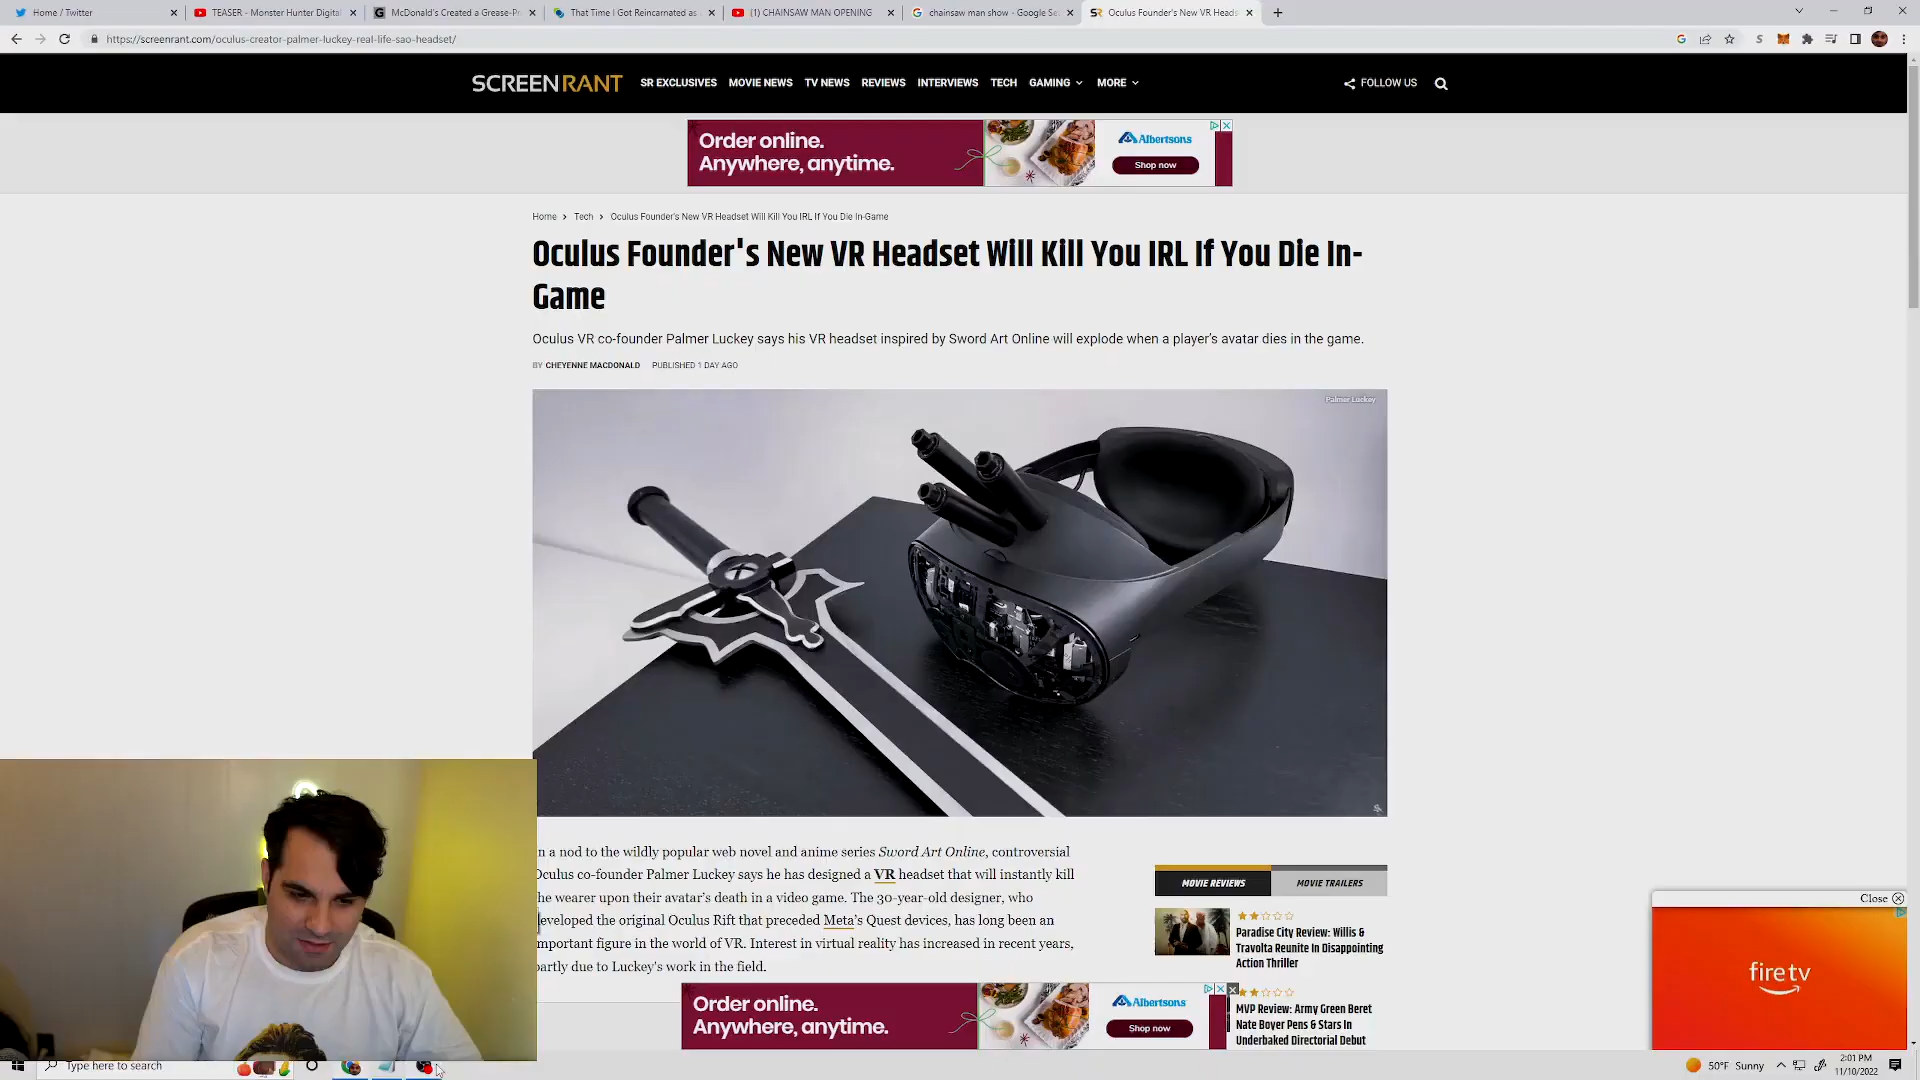 Home / Twitter
TEASER - Monster Hunter Digital
McDonald's Created a Grease-Pr
That Time I Got Reincarnated as
(1) CHAINSAW MAN OPENING
chainsaw man show - Google Se
Oculus Founder's New VR Heads
https://screenrant.com/oculus-creator-palmer-luckey-real-life-sao-headset/
SCREENRANT
SR EXCLUSIVES
MOVIE NEWS
TV NEWS
REVIEWS
INTERVIEWS
TECH
GAMING
MORE
FOLLOW US
Order online.
Anywhere, anytime.
Albertsons
Shop now
Home > Tech > Oculus Founder's New VR Headset Will Kill You IRL If You Die In-Game
Oculus Founder's New VR Headset Will Kill You IRL If You Die In-
Game
Oculus VR co-founder Palmer Luckey says his VR headset inspired by Sword Art Online will explode when a player's avatar dies in the game.
BY CHEYENNE MACDONALD PUBLISHED 1 DAY AGO
Palmer Luckey
n a nod to the wildly popular web novel and anime series Sword Art Online, controversial
Oculus co-founder Palmer Luckey says he has designed a VR headset that will instantly kill
he wearer upon their avatar's death in a video game. The 30-year-old designer, who
eveloped the original Oculus Rift that preceded Meta's Quest devices, has long been an
mportant figure in the world of VR. Interest in virtual reality has increased in recent years,
partly due to Luckey's work in the field.
MOVIE REVIEWS
MOVIE TRAILERS
Paradise City Review: Willis &
Travolta Reunite In Disappointing
Action Thriller
MVP Review: Army Green Beret
Nate Boyer Pens & Stars In
Underbaked Directorial Debut
Close
firetv
Order online.
Anywhere, anytime.
Albertsons
Shop now
Type here to search
50°F Sunny
2:01 PM
11/10/2022